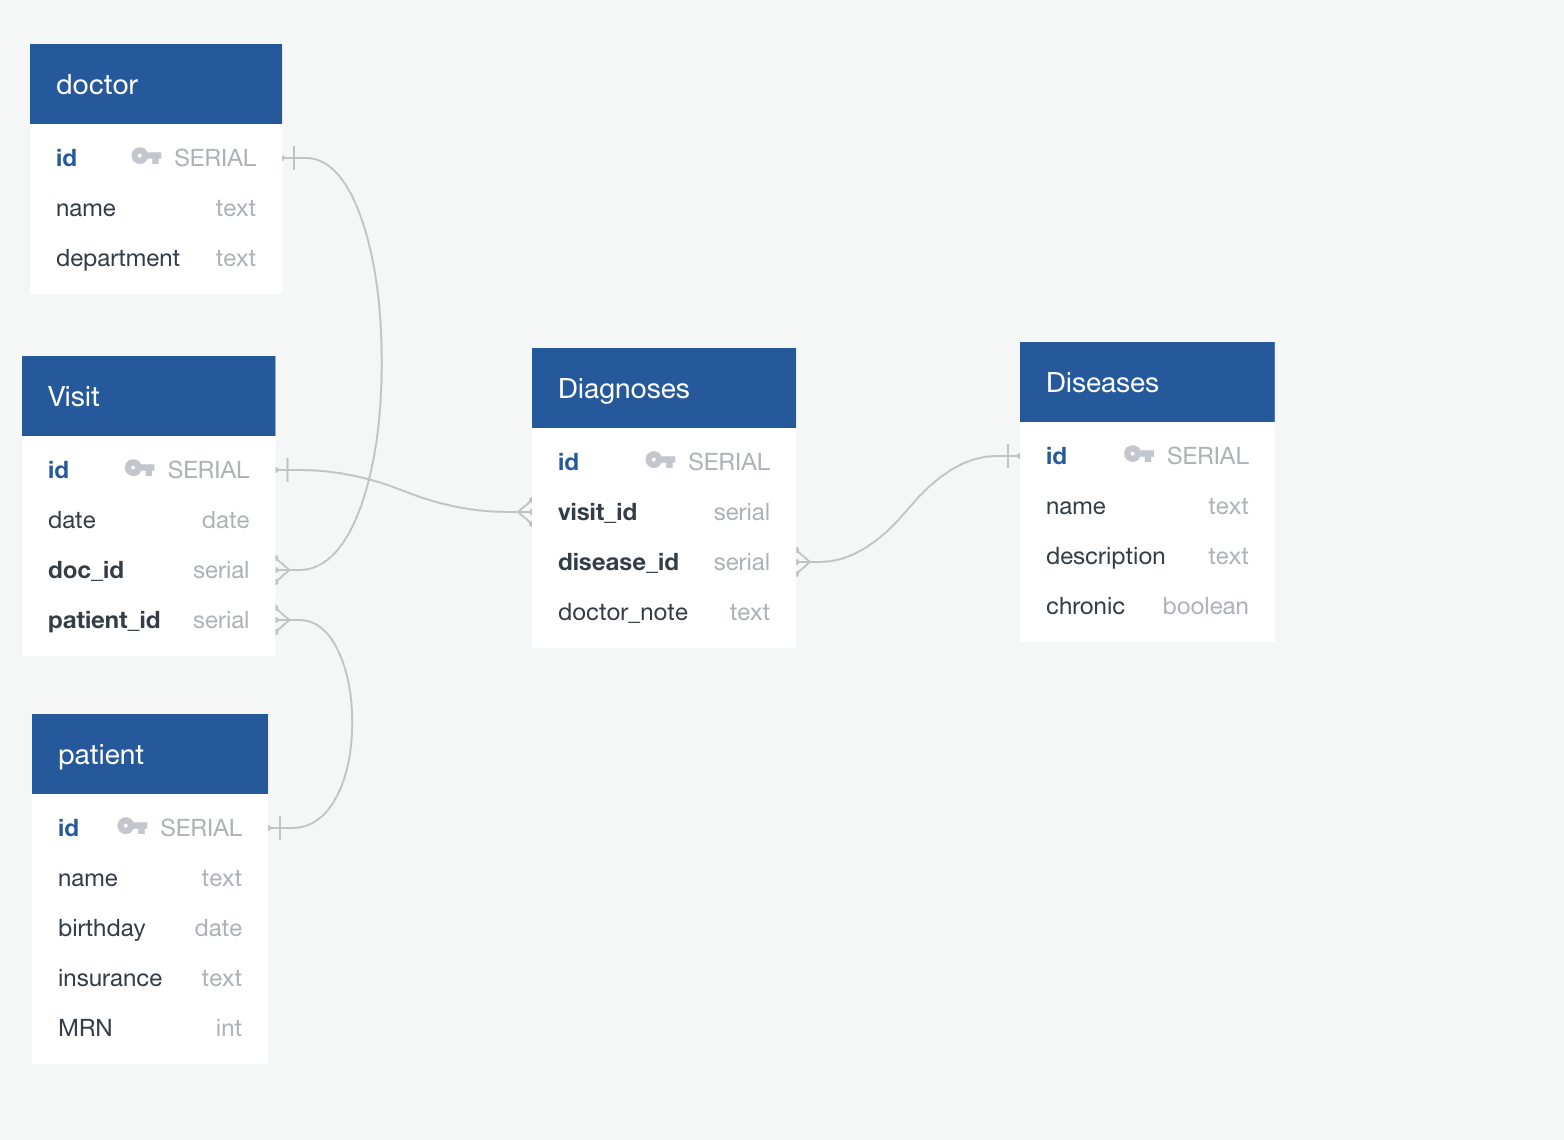 doctor
id SERIAL
name text
department text
Visit
id SERIAL
date date
doc_id serial
patient_id serial
patient
id SERIAL
name text
birthday date
insurance text
MRN int
Diagnoses
id SERIAL
visit_id serial
disease_id serial
doctor_note text
Diseases
id SERIAL
name text
description text
chronic boolean